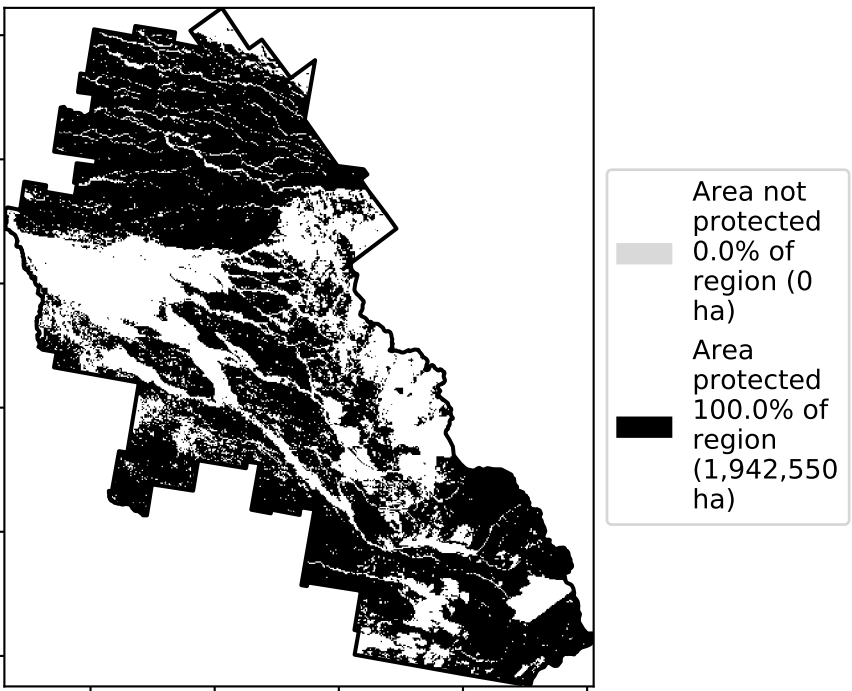 Area not
protected
0.0% of
region (0
ha)
Area
protected
100.0% of
region
(1,942,550
ha)